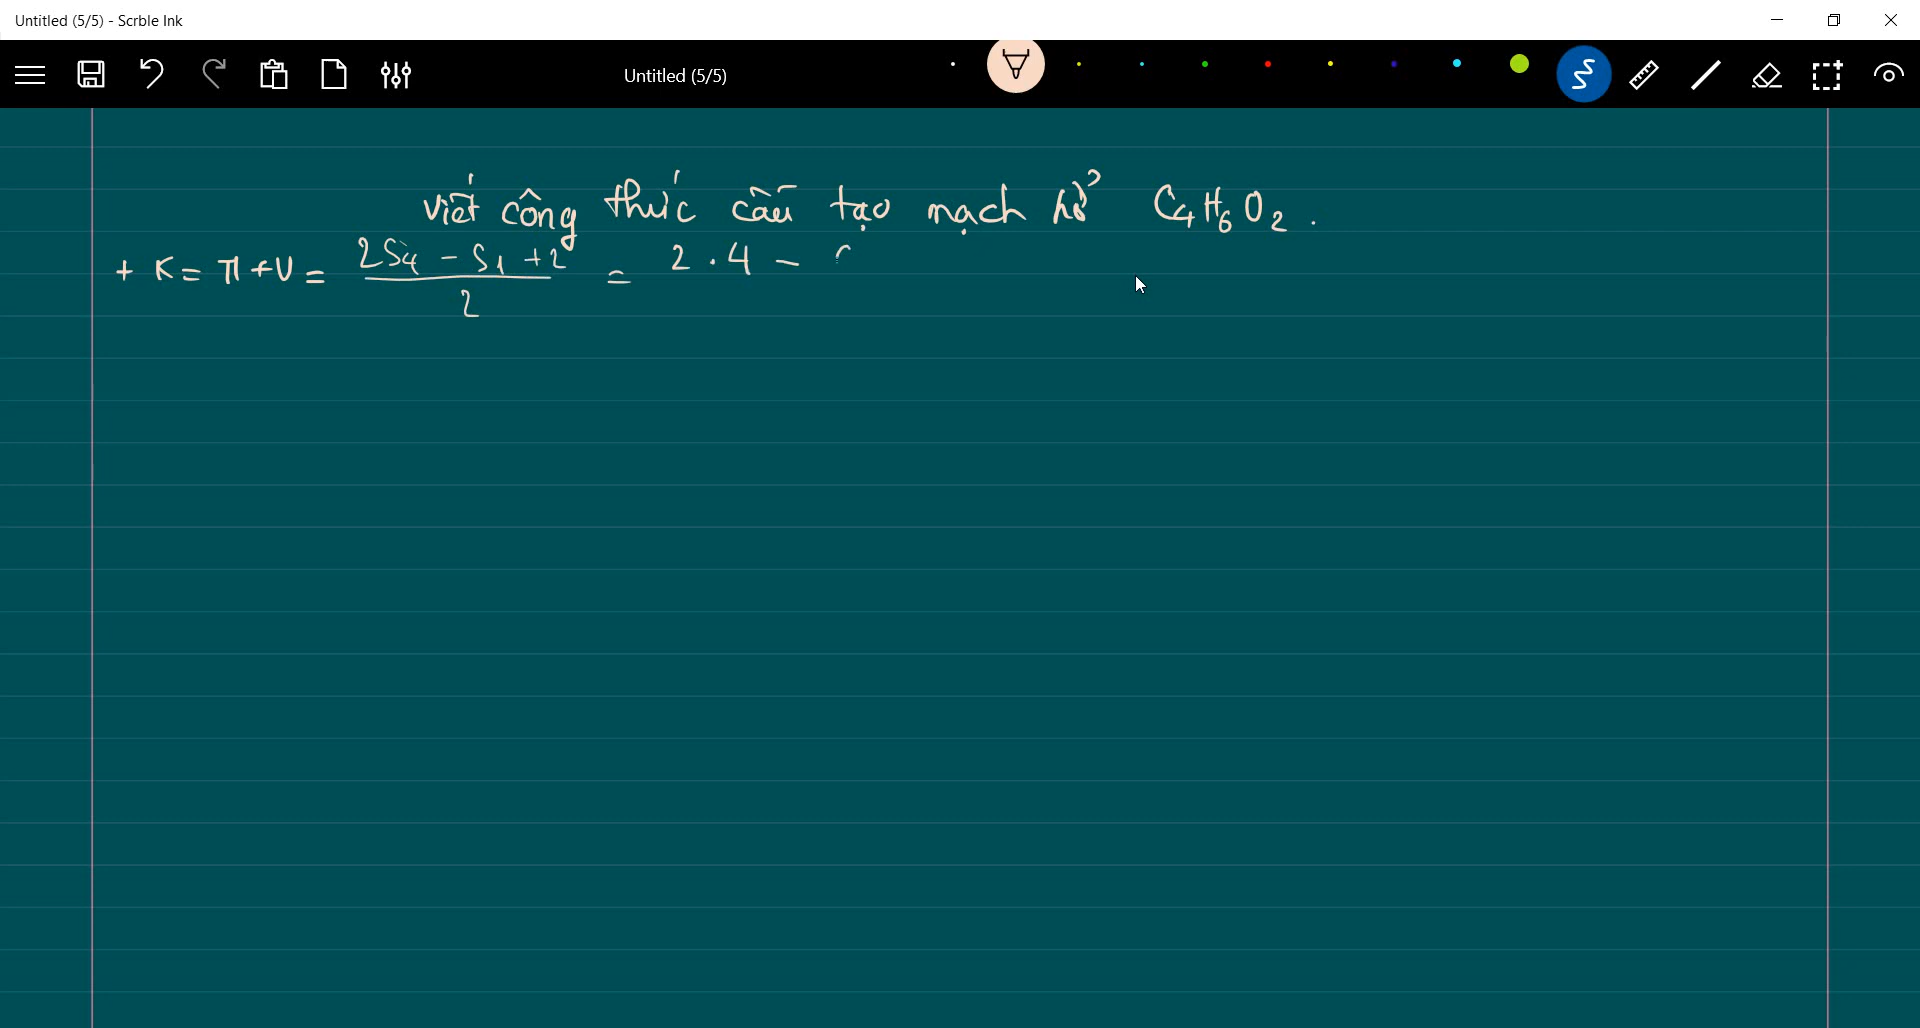 Untitled (5/5) - Scrble Ink
Untitled (5/5)
viết công thức cấu tạo mạch hở C₄H₆O₂.
+ K = π + υ = (2S₄ - S₁ + 2)/2 = 2 · 4 -